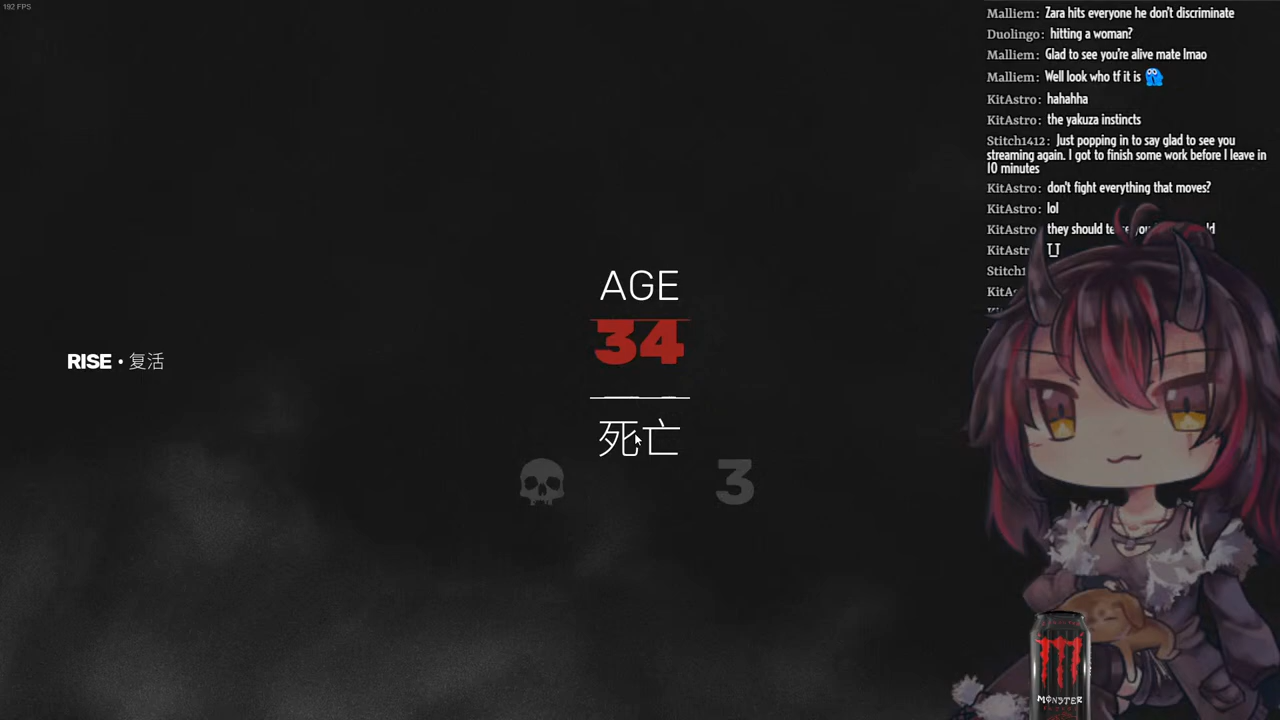 192 FPS
Malliem: Zara hits everyone he don't discriminate
Duolingo: hitting a woman?
Malliem: Glad to see you're alive mate lmao
Malliem: Well look who tf it is
KitAstro: hahahha
KitAstro: the yakuza instincts
Stitch1412: Just popping in to say glad to see you
streaming again. I got to finish some work before I leave in
10 minutes
KitAstro: don't fight everything that moves?
KitAstro: lol
KitAstro they should
KitAstr T_T
Stitch1
KitAs
AGE
34
死亡
3
RISE • 复活
MONSTER